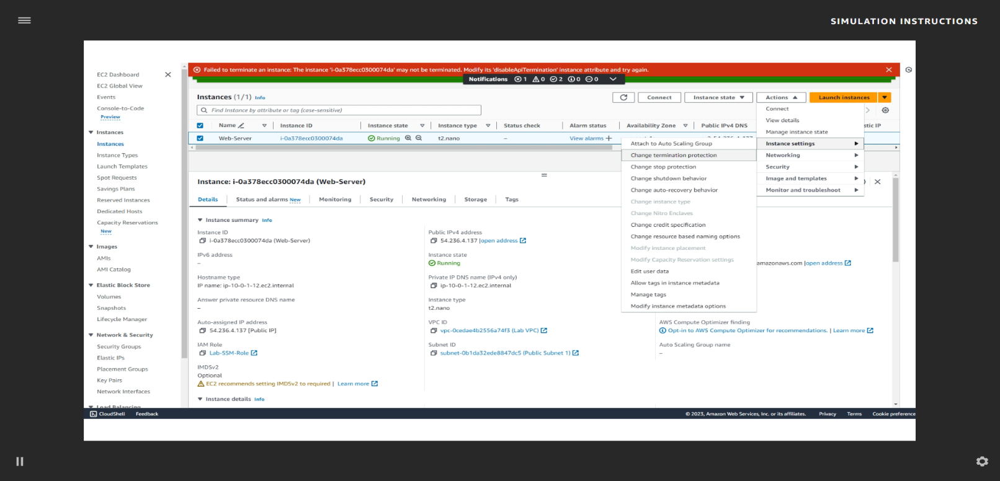 SIMULATION INSTRUCTIONS
EC2 Dashboard
EC2 Global View
Events
Console-to-Code
Preview
Instances
Instances
Instance Types
Launch Templates
Spot Requests
Savings Plans
Reserved Instances
Dedicated Hosts
Capacity Reservations
New
Images
AMIs
AMI Catalog
Elastic Block Store
Volumes
Snapshots
Lifecycle Manager
Network & Security
Security Groups
Elastic IPs
Placement Groups
Key Pairs
Network Interfaces
Load Balancing
Failed to terminate an instance: The instance 'i-0a378ecc0300074da' may not be terminated. Modify its 'disableApiTermination' instance attribute and try again.
Notifications 1 0 2 0 0
Instances (1/1) Info
Connect Instance state Actions Launch instances
Find Instance by attribute or tag (case-sensitive)
Name Instance ID Instance state Instance type Status check Alarm status Availability Zone Public IPv4 DNS stic IP
Web-Server i-0a378ecc0300074da Running t2.nano – View alarms +
Connect
View details
Manage instance state
Instance settings
Networking
Security
Image and templates
Monitor and troubleshoot
Attach to Auto Scaling Group
Change termination protection
Change stop protection
Change shutdown behavior
Change auto-recovery behavior
Change instance type
Change Nitro Enclaves
Change credit specification
Change resource based naming options
Modify instance placement
Modify Capacity Reservation settings
Edit user data
Allow tags in instance metadata
Manage tags
Modify instance metadata options
Instance: i-0a378ecc0300074da (Web-Server)
Details Status and alarms New Monitoring Security Networking Storage Tags
Instance summary Info
Instance ID
i-0a378ecc0300074da (Web-Server)
IPv6 address
–
Hostname type
IP name: ip-10-0-1-12.ec2.internal
Answer private resource DNS name
–
Auto-assigned IP address
54.236.4.137 [Public IP]
IAM Role
Lab-SSM-Role
IMDSv2
Optional
EC2 recommends setting IMDSv2 to required | Learn more
Public IPv4 address
54.236.4.137 |open address
Instance state
Running
Private IP DNS name (IPv4 only)
ip-10-0-1-12.ec2.internal
Instance type
t2.nano
VPC ID
vpc-0cedae4b2556a74f3 (Lab VPC)
Subnet ID
subnet-0b1da32ede8847dc5 (Public Subnet 1)
amazonaws.com |open address
AWS Compute Optimizer finding
Opt-in to AWS Compute Optimizer for recommendations. | Learn more
Auto Scaling Group name
–
Instance details Info
CloudShell Feedback © 2023, Amazon Web Services, Inc. or its affiliates. Privacy Terms Cookie preference